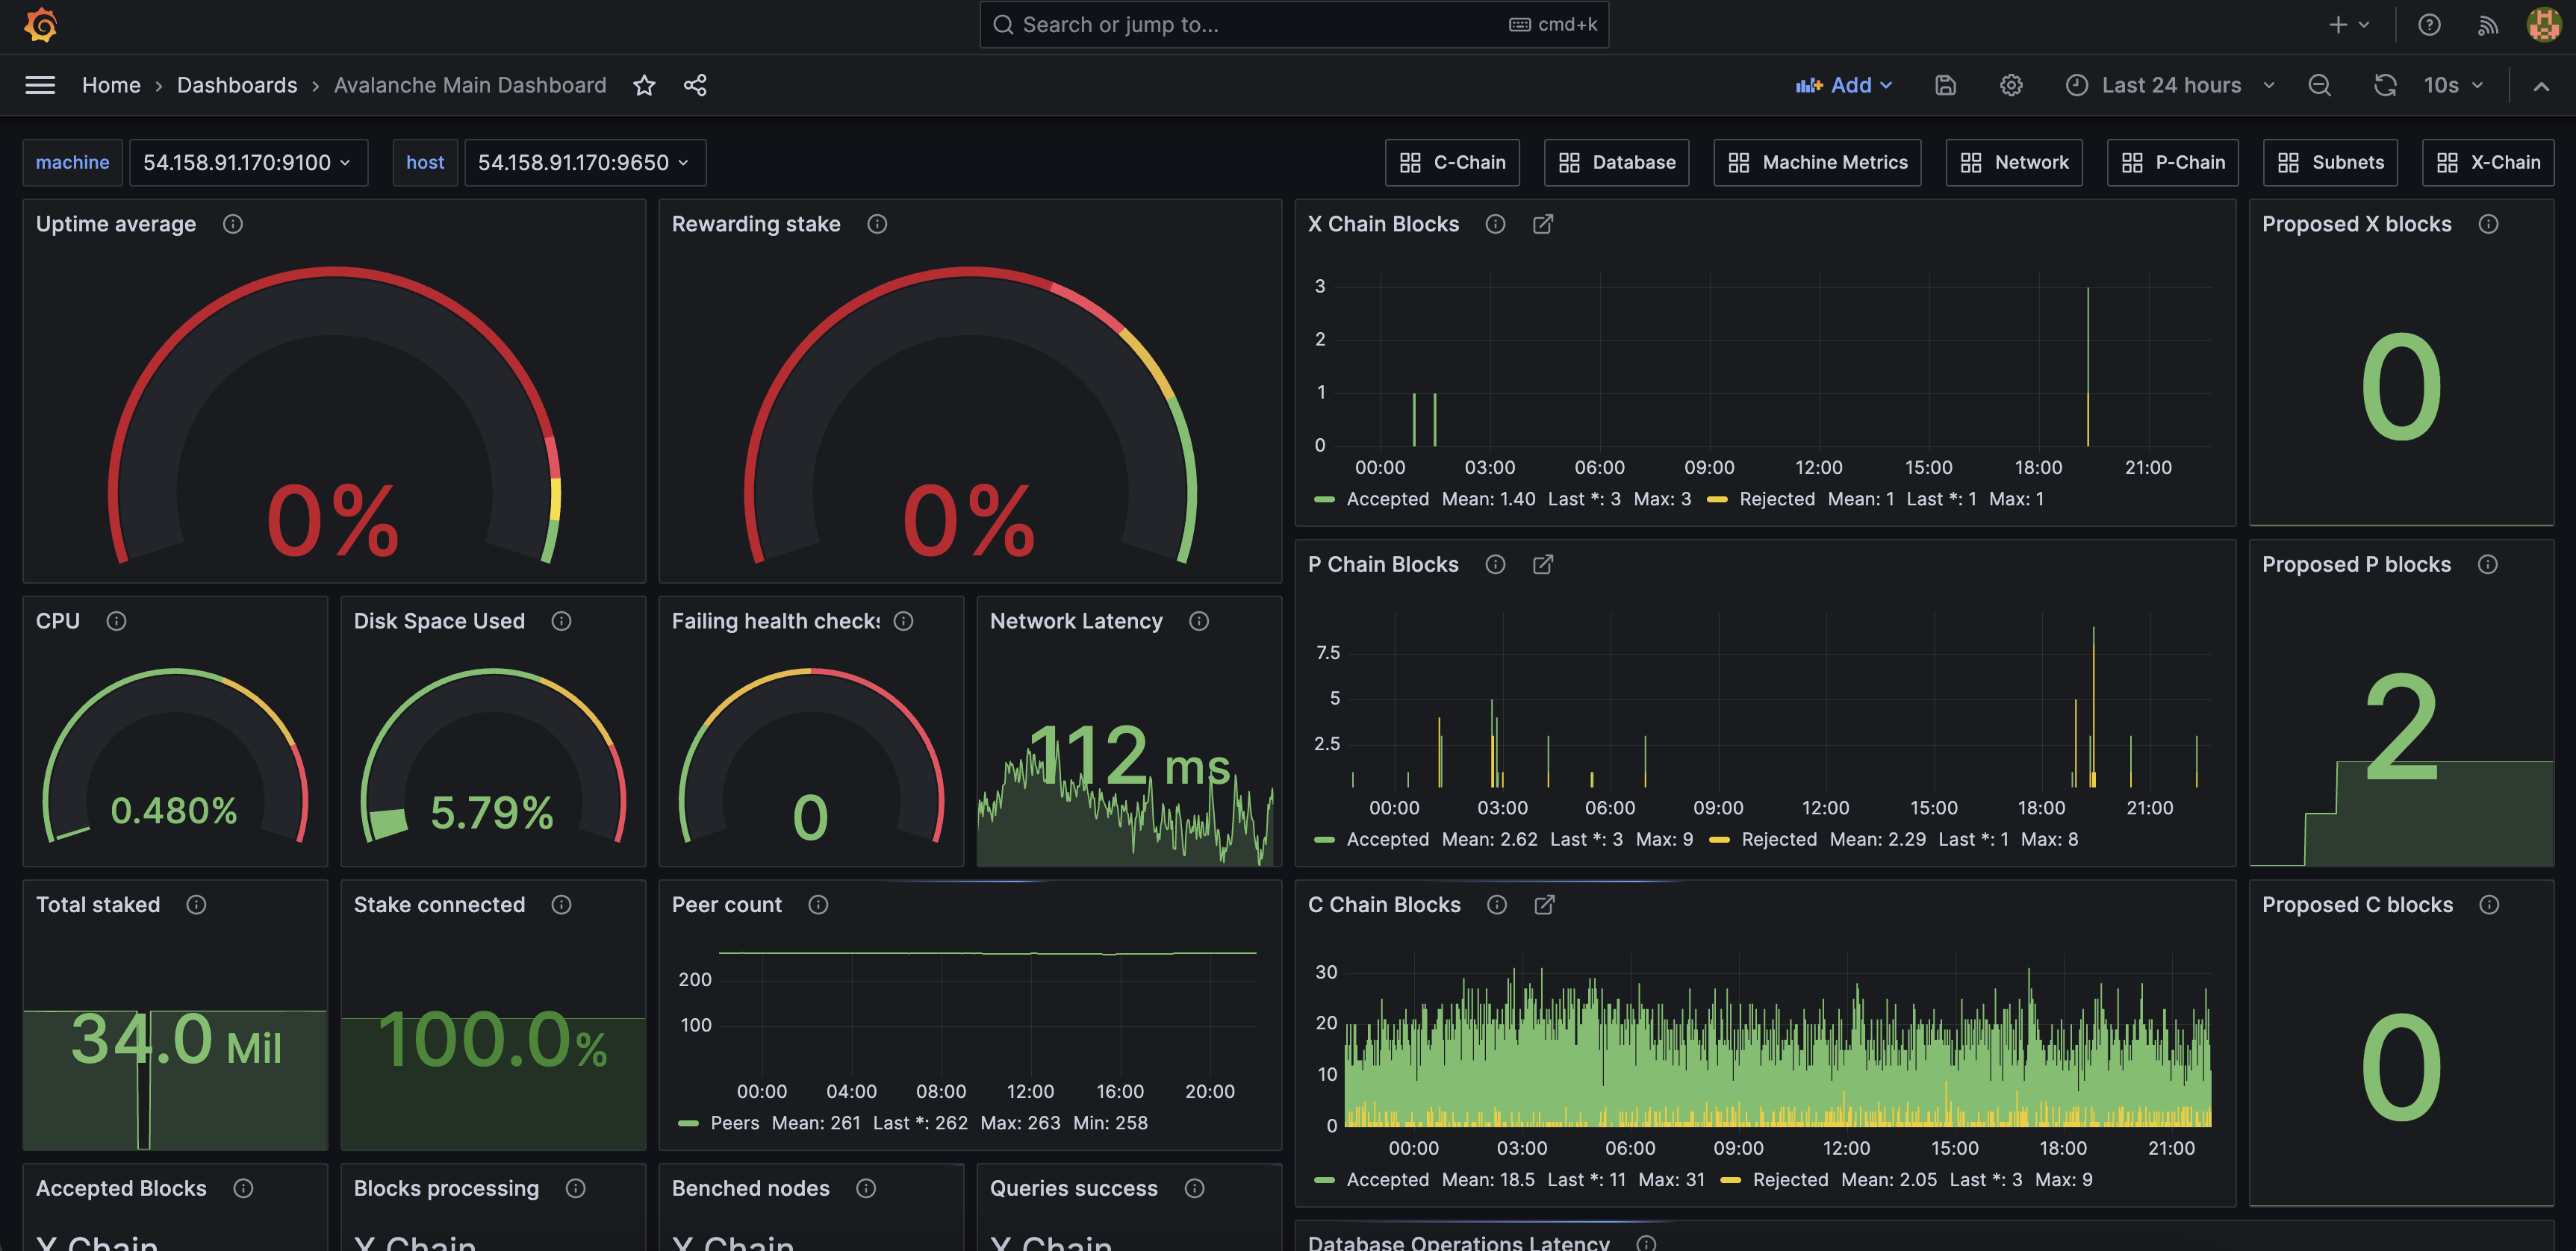 Search or jump to... cmd+k
Home › Dashboards › Avalanche Main Dashboard
Add
Last 24 hours
10s
machine 54.158.91.170:9100
host 54.158.91.170:9650
C-Chain
Database
Machine Metrics
Network
P-Chain
Subnets
X-Chain
Uptime average
0%
Rewarding stake
0%
X Chain Blocks
3
2
1
0
00:00 03:00 06:00 09:00 12:00 15:00 18:00 21:00
Accepted Mean: 1.40 Last *: 3 Max: 3 Rejected Mean: 1 Last *: 1 Max: 1
Proposed X blocks
0
CPU
0.480%
Disk Space Used
5.79%
Failing health checks
0
Network Latency
112 ms
P Chain Blocks
7.5
5
2.5
00:00 03:00 06:00 09:00 12:00 15:00 18:00 21:00
Accepted Mean: 2.62 Last *: 3 Max: 9 Rejected Mean: 2.29 Last *: 1 Max: 8
Proposed P blocks
2
Total staked
34.0 Mil
Stake connected
100.0%
Peer count
200
100
00:00 04:00 08:00 12:00 16:00 20:00
Peers Mean: 261 Last *: 262 Max: 263 Min: 258
C Chain Blocks
30
20
10
0
00:00 03:00 06:00 09:00 12:00 15:00 18:00 21:00
Accepted Mean: 18.5 Last *: 11 Max: 31 Rejected Mean: 2.05 Last *: 3 Max: 9
Proposed C blocks
0
Accepted Blocks
X Chain
Blocks processing
X Chain
Benched nodes
X Chain
Queries success
X Chain
Database Operations Latency